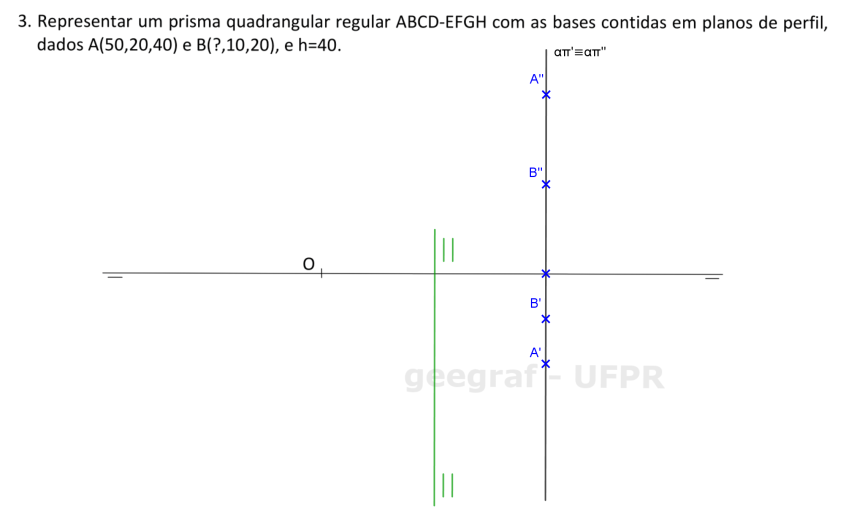 3. Representar um prisma quadrangular regular ABCD-EFGH com as bases contidas em planos de perfil,
dados A(50,20,40) e B(?,10,20), e h=40.
απ'≡απ"
A"
B"
O
B'
A'
geegraf - UFPR